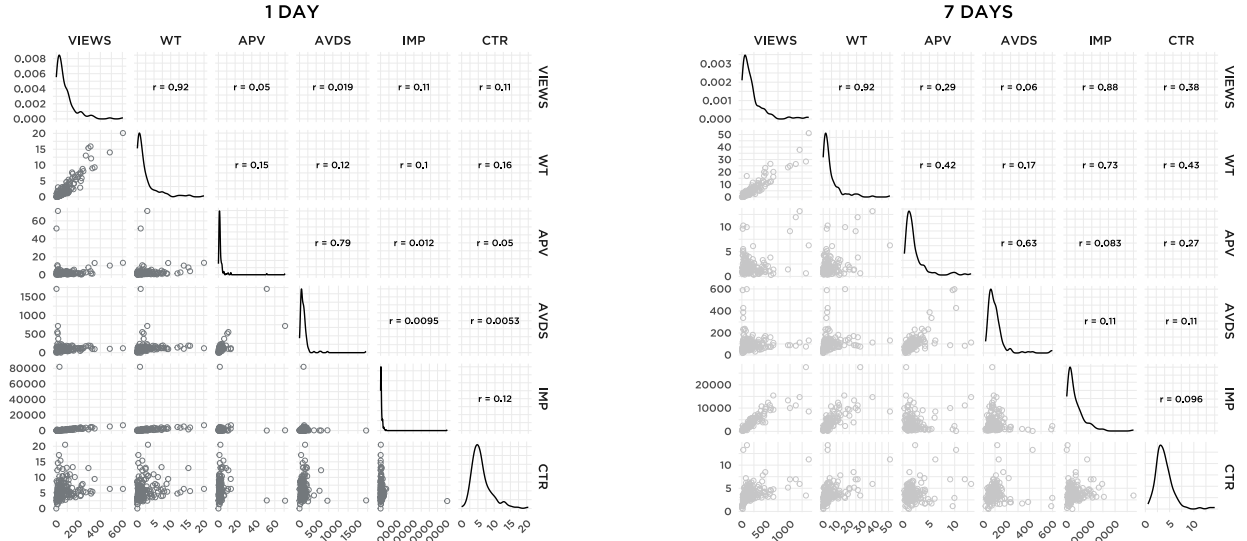 1 DAY
VIEWS WT APV AVDS IMP CTR
0,008
0,006
0,004
0,002
0,000
r = 0.92 r = 0.05 r = 0.019 r = 0.11 r = 0.11
VIEWS
20
15
10
5
0
r = 0.15 r = 0.12 r = 0.1 r = 0.16
WT
60
40
20
0
r = 0.79 r = 0.012 r = 0.05
APV
1500
1000
500
0
r = 0.0095 r = 0.0053
AVDS
80000
60000
40000
20000
0
r = 0.12
IMP
20
15
10
5
0
CTR
0 200 400 600 0 5 10 15 20 0 20 40 60 0 500 1000 1500 0 5 10 15 20
7 DAYS
VIEWS WT APV AVDS IMP CTR
0,003
0,002
0,001
0,000
r = 0.92 r = 0.29 r = 0.06 r = 0.88 r = 0.38
VIEWS
50
40
30
20
10
0
r = 0.42 r = 0.17 r = 0.73 r = 0.43
WT
10
5
0
r = 0.63 r = 0.083 r = 0.27
APV
600
400
200
0
r = 0.11 r = 0.11
AVDS
20000
10000
0
r = 0.096
IMP
10
5
0
CTR
0 500 1000 0 10 20 30 40 50 0 5 10 0 200 400 600 0 5 10